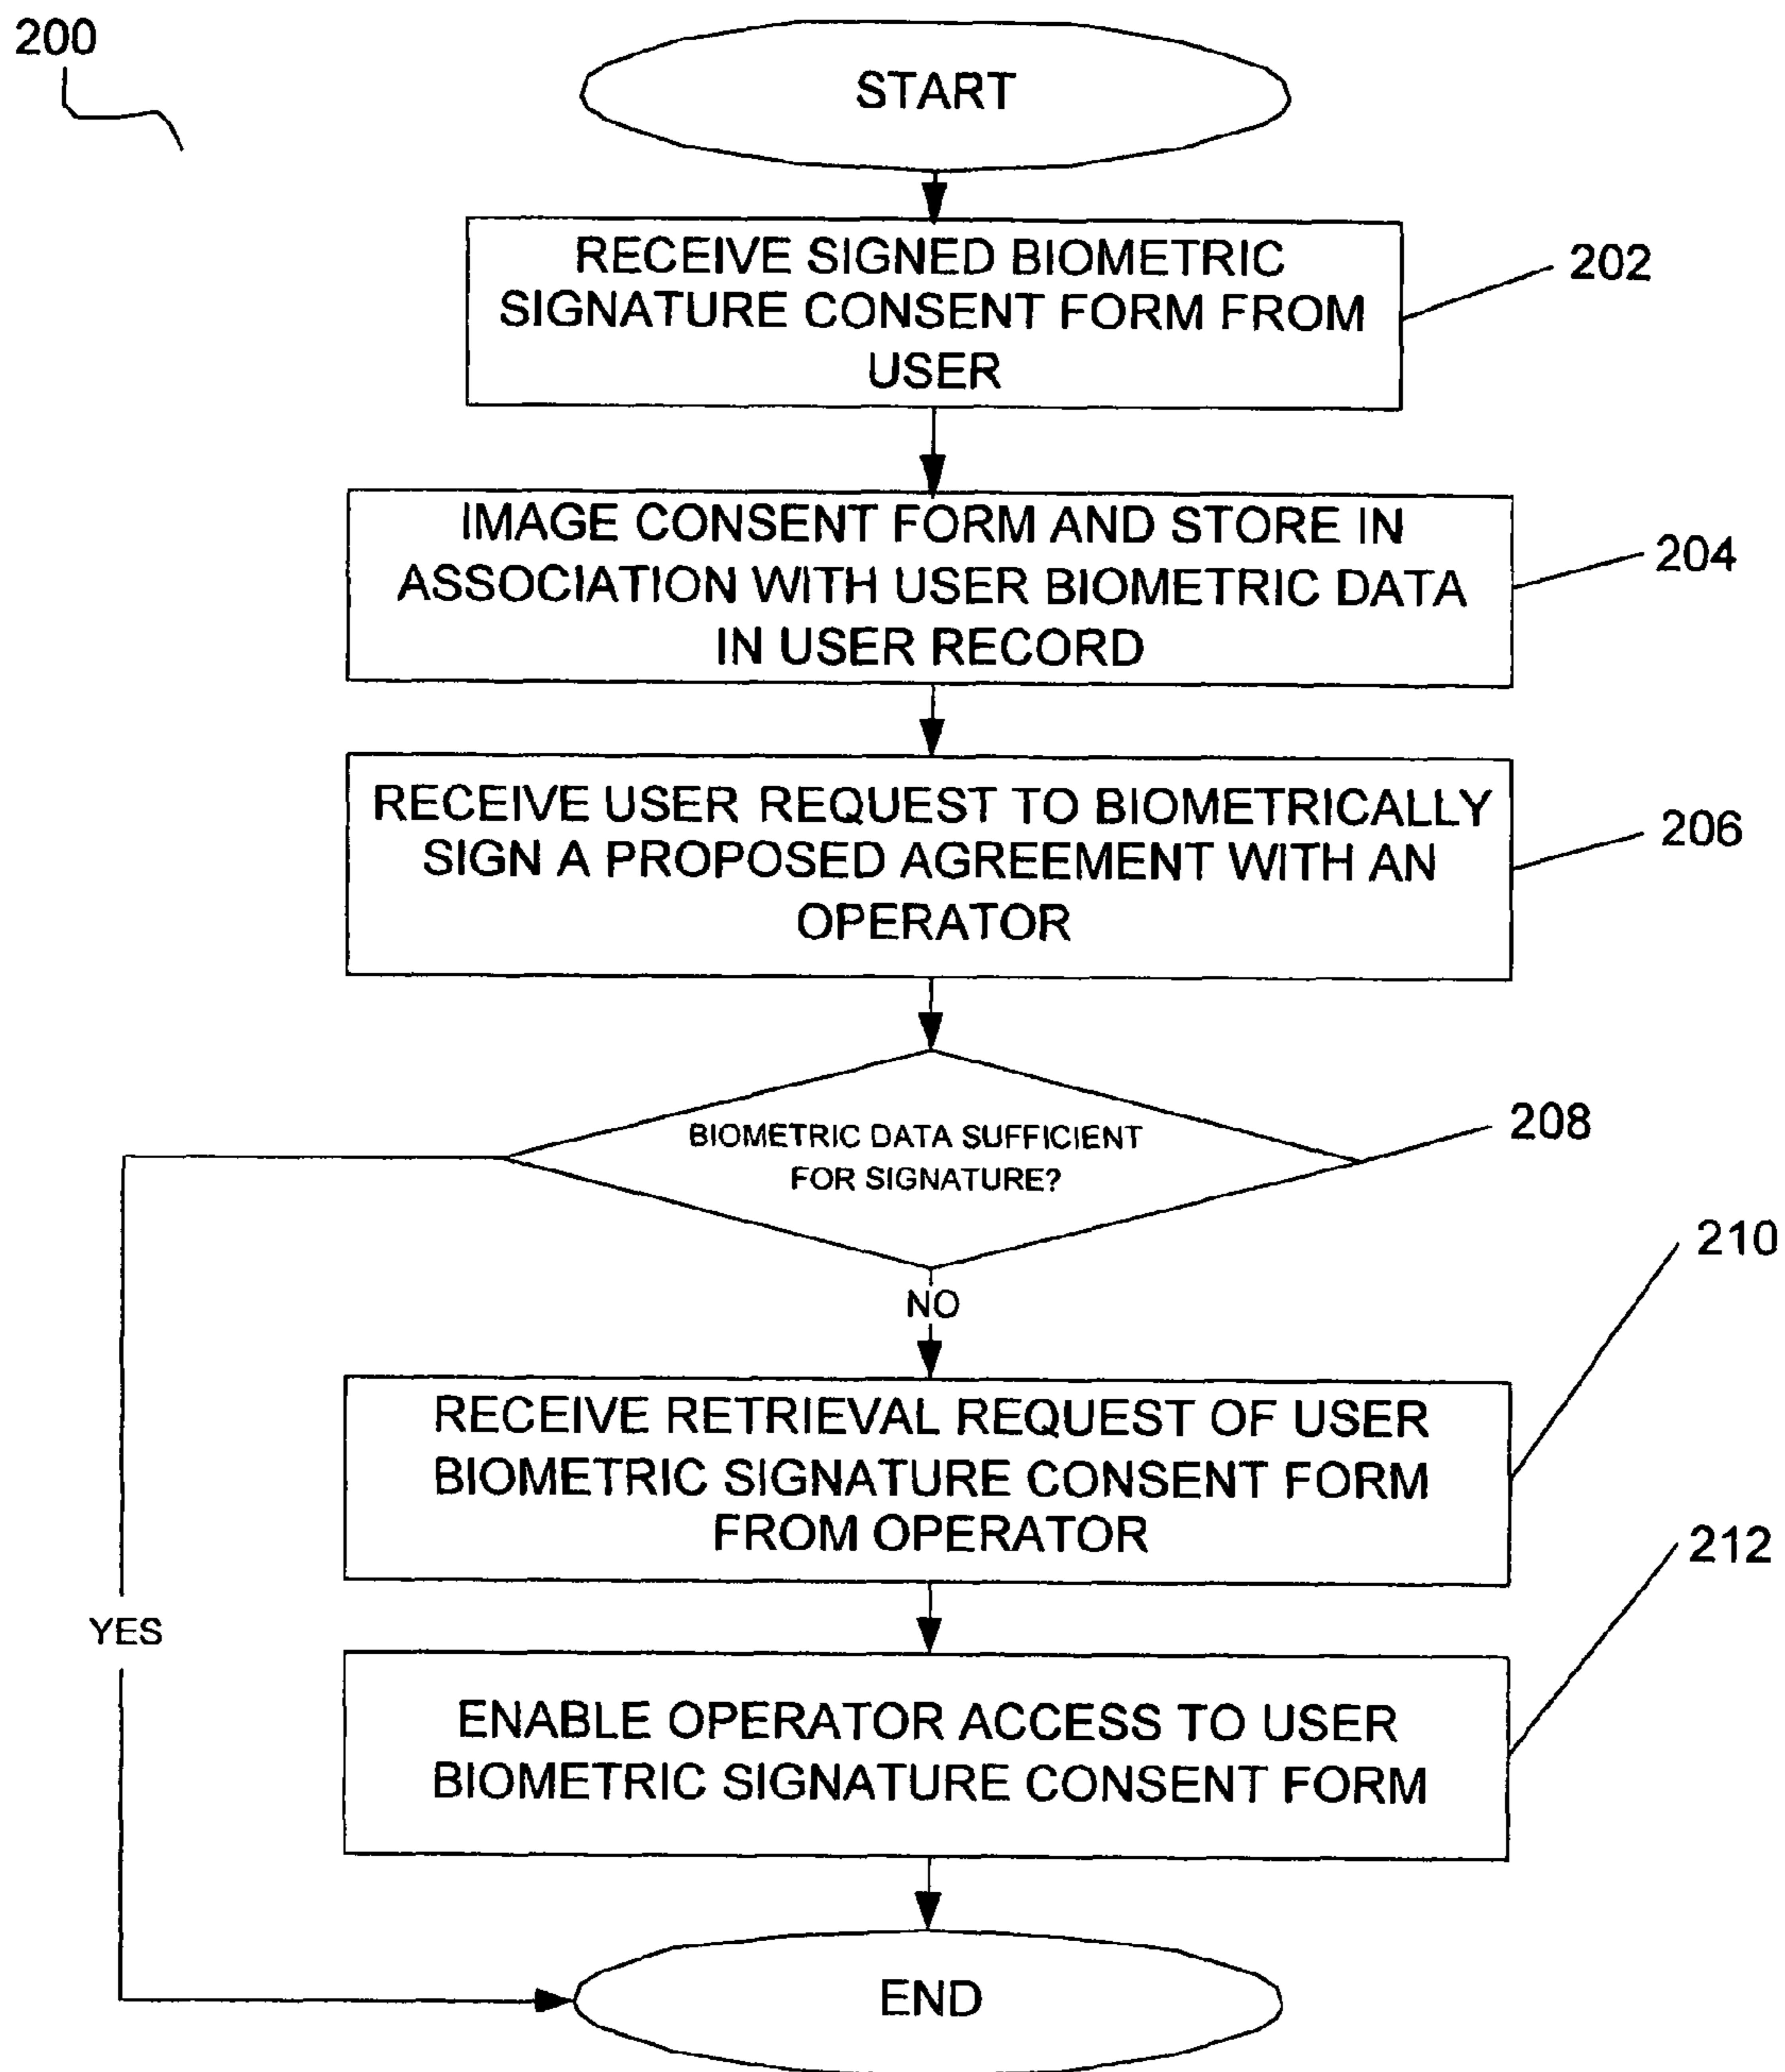 200
START
RECEIVE SIGNED BIOMETRIC
SIGNATURE CONSENT FORM FROM
USER
202
IMAGE CONSENT FORM AND STORE IN
ASSOCIATION WITH USER BIOMETRIC DATA
IN USER RECORD
204
RECEIVE USER REQUEST TO BIOMETRICALLY
SIGN A PROPOSED AGREEMENT WITH AN
OPERATOR
206
BIOMETRIC DATA SUFFICIENT
FOR SIGNATURE?
208
NO
RECEIVE RETRIEVAL REQUEST OF USER
BIOMETRIC SIGNATURE CONSENT FORM
FROM OPERATOR
210
YES
ENABLE OPERATOR ACCESS TO USER
BIOMETRIC SIGNATURE CONSENT FORM
212
END